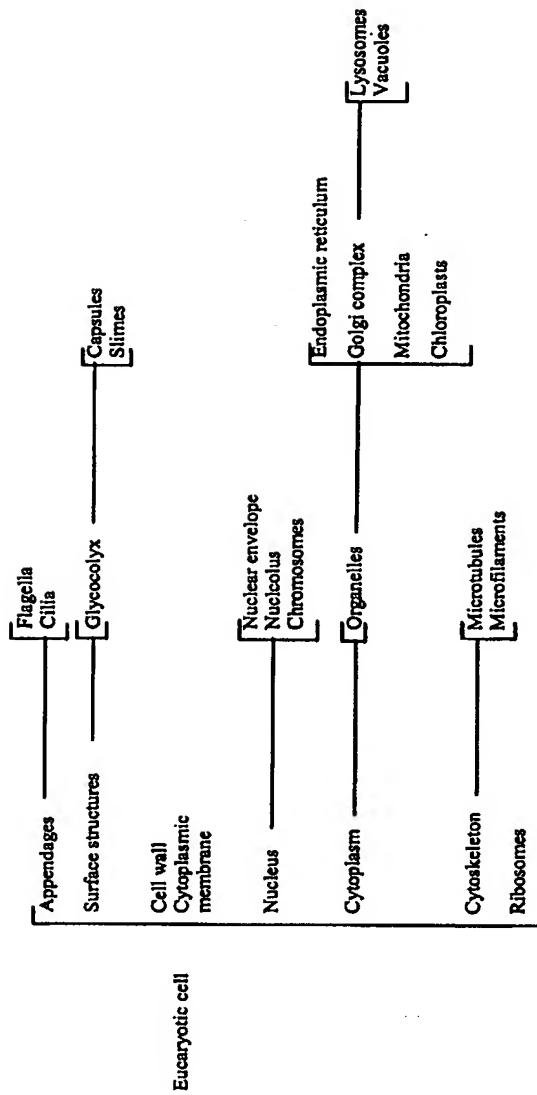 Eucaryotic cell
Appendages
Flagella
Cilia
Surface structures
Glycocolyx
Capsules
Slimes
Cell wall
Cytoplasmic
membrane
Nucleus
Nuclear envelope
Nucleolus
Chromosomes
Cytoplasm
Organelles
Endoplasmic reticulum
Golgi complex
Mitochondria
Chloroplasts
Lysosomes
Vacuoles
Cytoskeleton
Microtubules
Microfilaments
Ribosomes